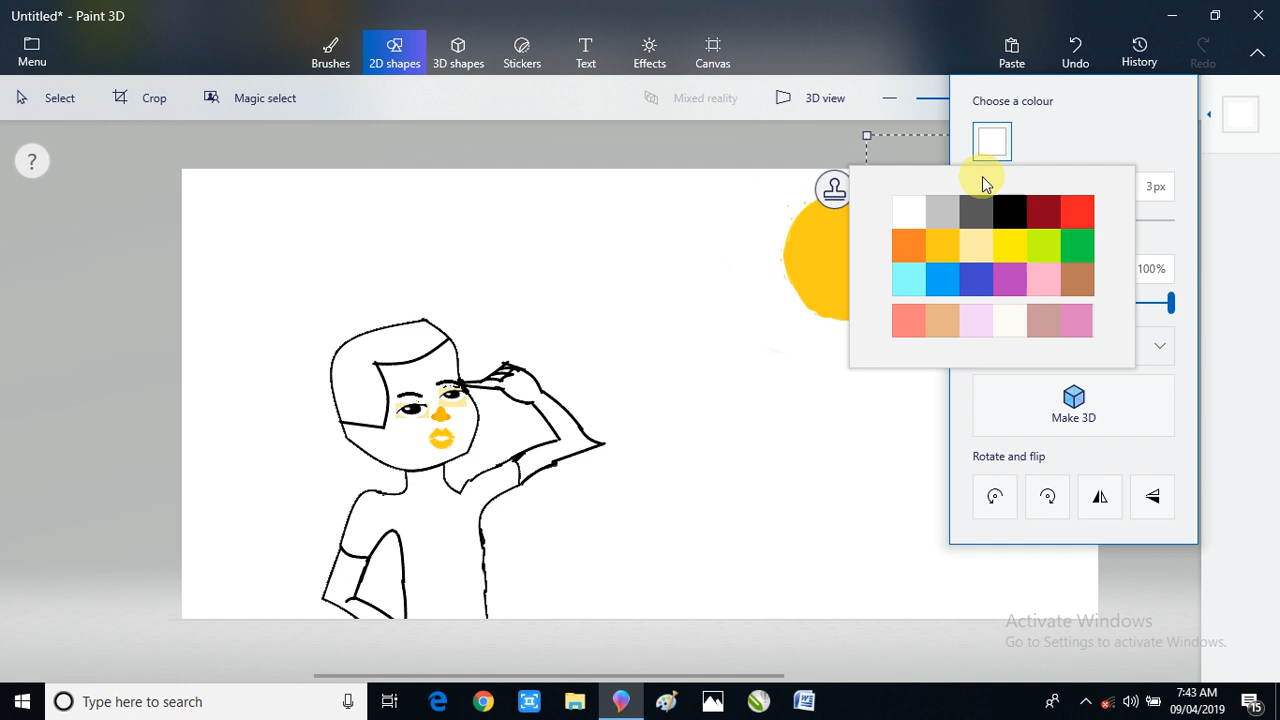 Untitled* - Paint 3D
Menu
Brushes
2D shapes
3D shapes
Stickers
Text
Effects
Canvas
Paste
Undo
History
Redo
Select
Crop
Magic select
Mixed reality
3D view
Choose a colour
?
3px
100%
Make 3D
Rotate and flip
Activate Windows
Go to Settings to activate Windows.
Type here to search
7:43 AM
09/04/2019
15